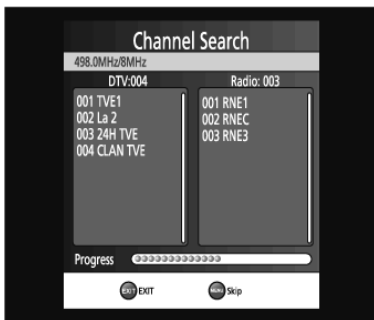 Channel Search
498.0MHz/8MHz
DTV:004
Radio: 003
001 TVE1
002 La 2
003 24H TVE
004 CLAN TVE
001 RNE1
002 RNEC
003 RNE3
Progress
EXIT EXIT
MENU Skip